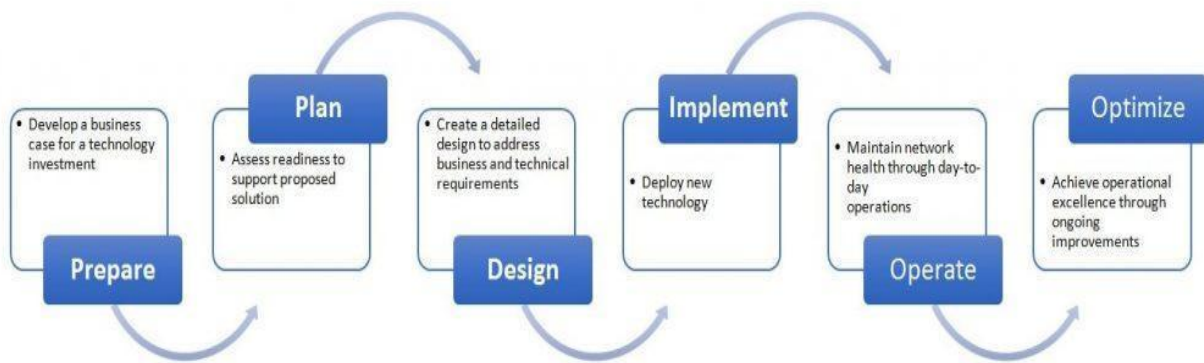 • Develop a business
case for a technology
investment
Prepare
Plan
• Assess readiness to
support proposed
solution
• Create a detailed
design to address
business and technical
requirements
Design
Implement
• Deploy new
technology
• Maintain network
health through day-to-
day
operations
Operate
Optimize
• Achieve operational
excellence through
ongoing
improvements